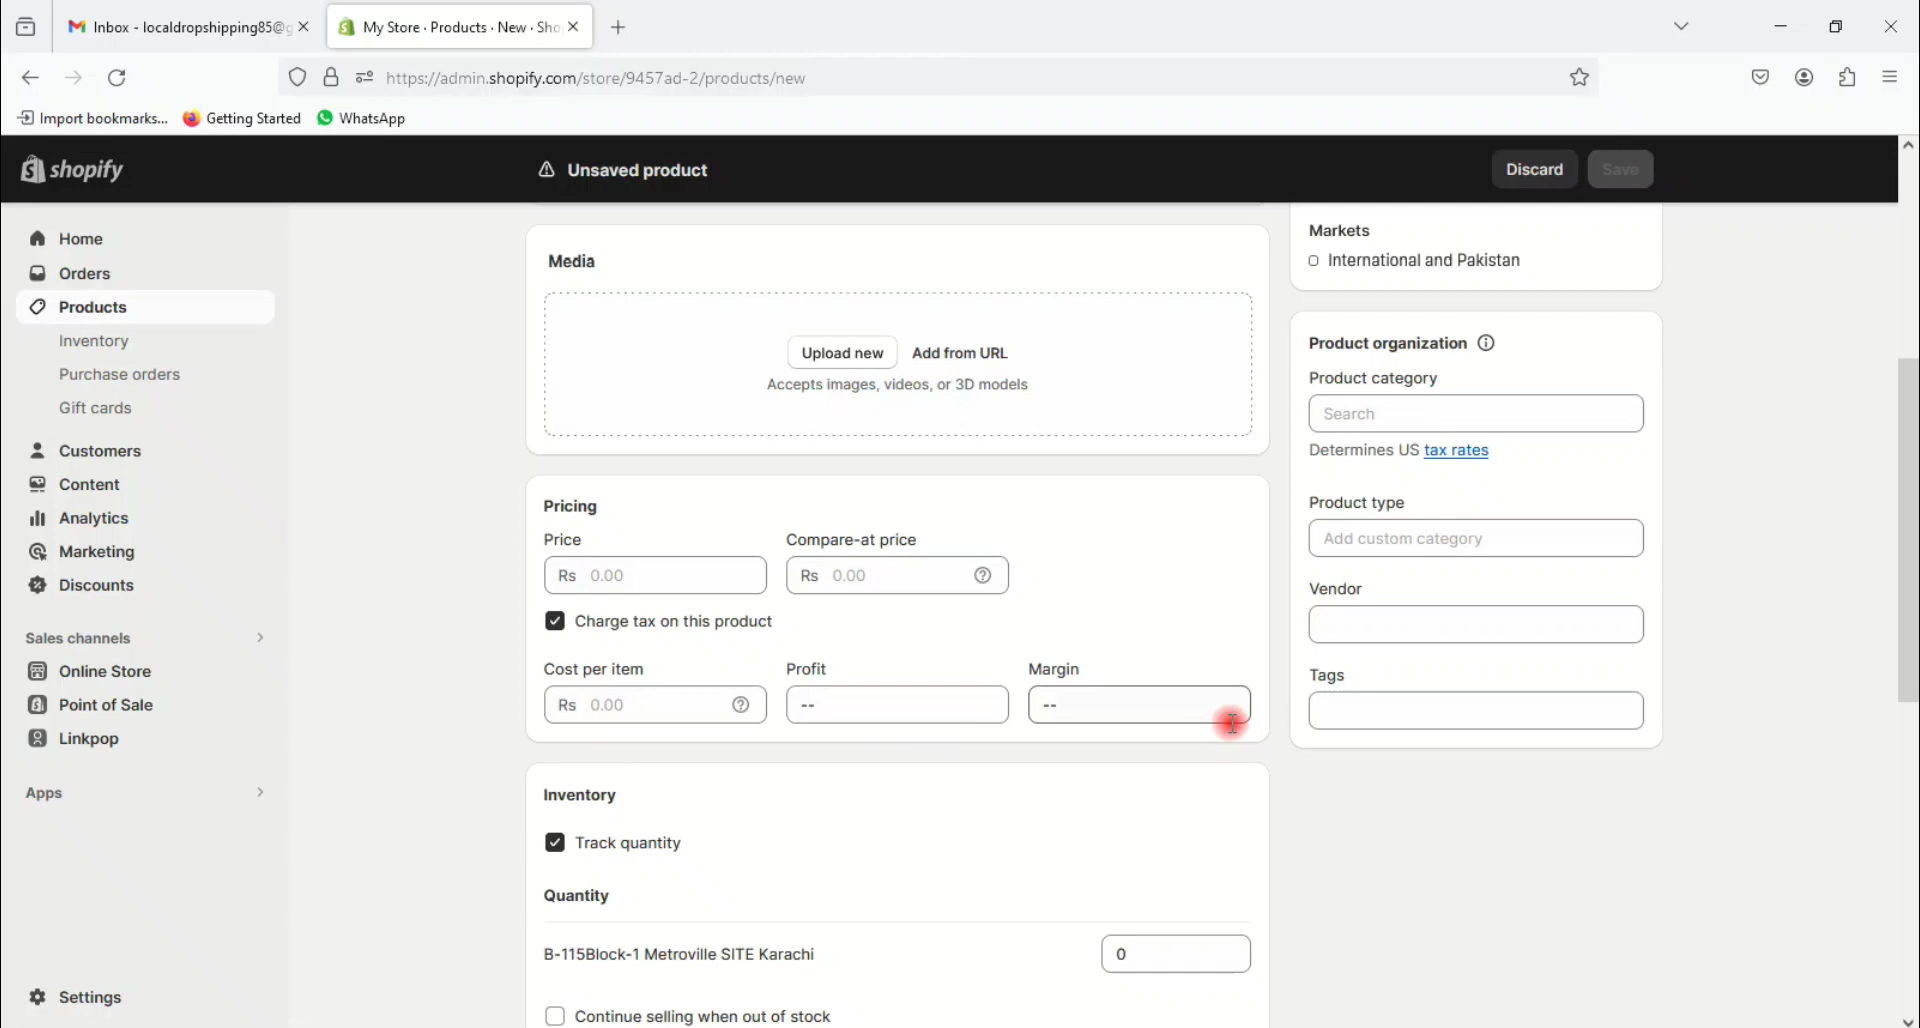 Inbox - localdropshipping85@g
My Store · Products · New · Sho
https://admin.shopify.com/store/9457ad-2/products/new
Import bookmarks...
Getting Started
WhatsApp
shopify
Unsaved product
Discard
Save
Home
Orders
Products
Inventory
Purchase orders
Gift cards
Customers
Content
Analytics
Marketing
Discounts
Sales channels
Online Store
Point of Sale
Linkpop
Apps
Settings
Media
Upload new
Add from URL
Accepts images, videos, or 3D models
Pricing
Price
Compare-at price
Rs 0.00
Rs 0.00
Charge tax on this product
Cost per item
Profit
Margin
Rs 0.00
--
--
Inventory
Track quantity
Quantity
B-115Block-1 Metroville SITE Karachi
0
Continue selling when out of stock
Markets
International and Pakistan
Product organization
Product category
Search
Determines US tax rates
Product type
Add custom category
Vendor
Tags